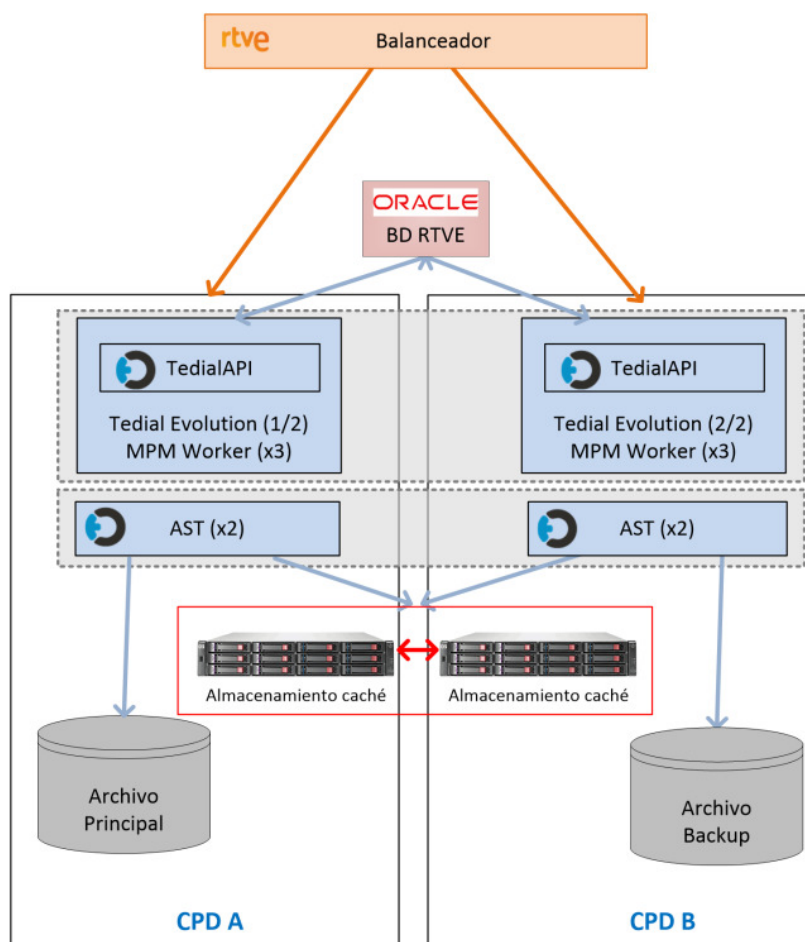 rtve Balanceador
ORACLE
BD RTVE
TedialAPI
Tedial Evolution (1/2)
MPM Worker (x3)
TedialAPI
Tedial Evolution (2/2)
MPM Worker (x3)
AST (x2)
AST (x2)
Almacenamiento caché
Almacenamiento caché
Archivo
Principal
Archivo
Backup
CPD A
CPD B